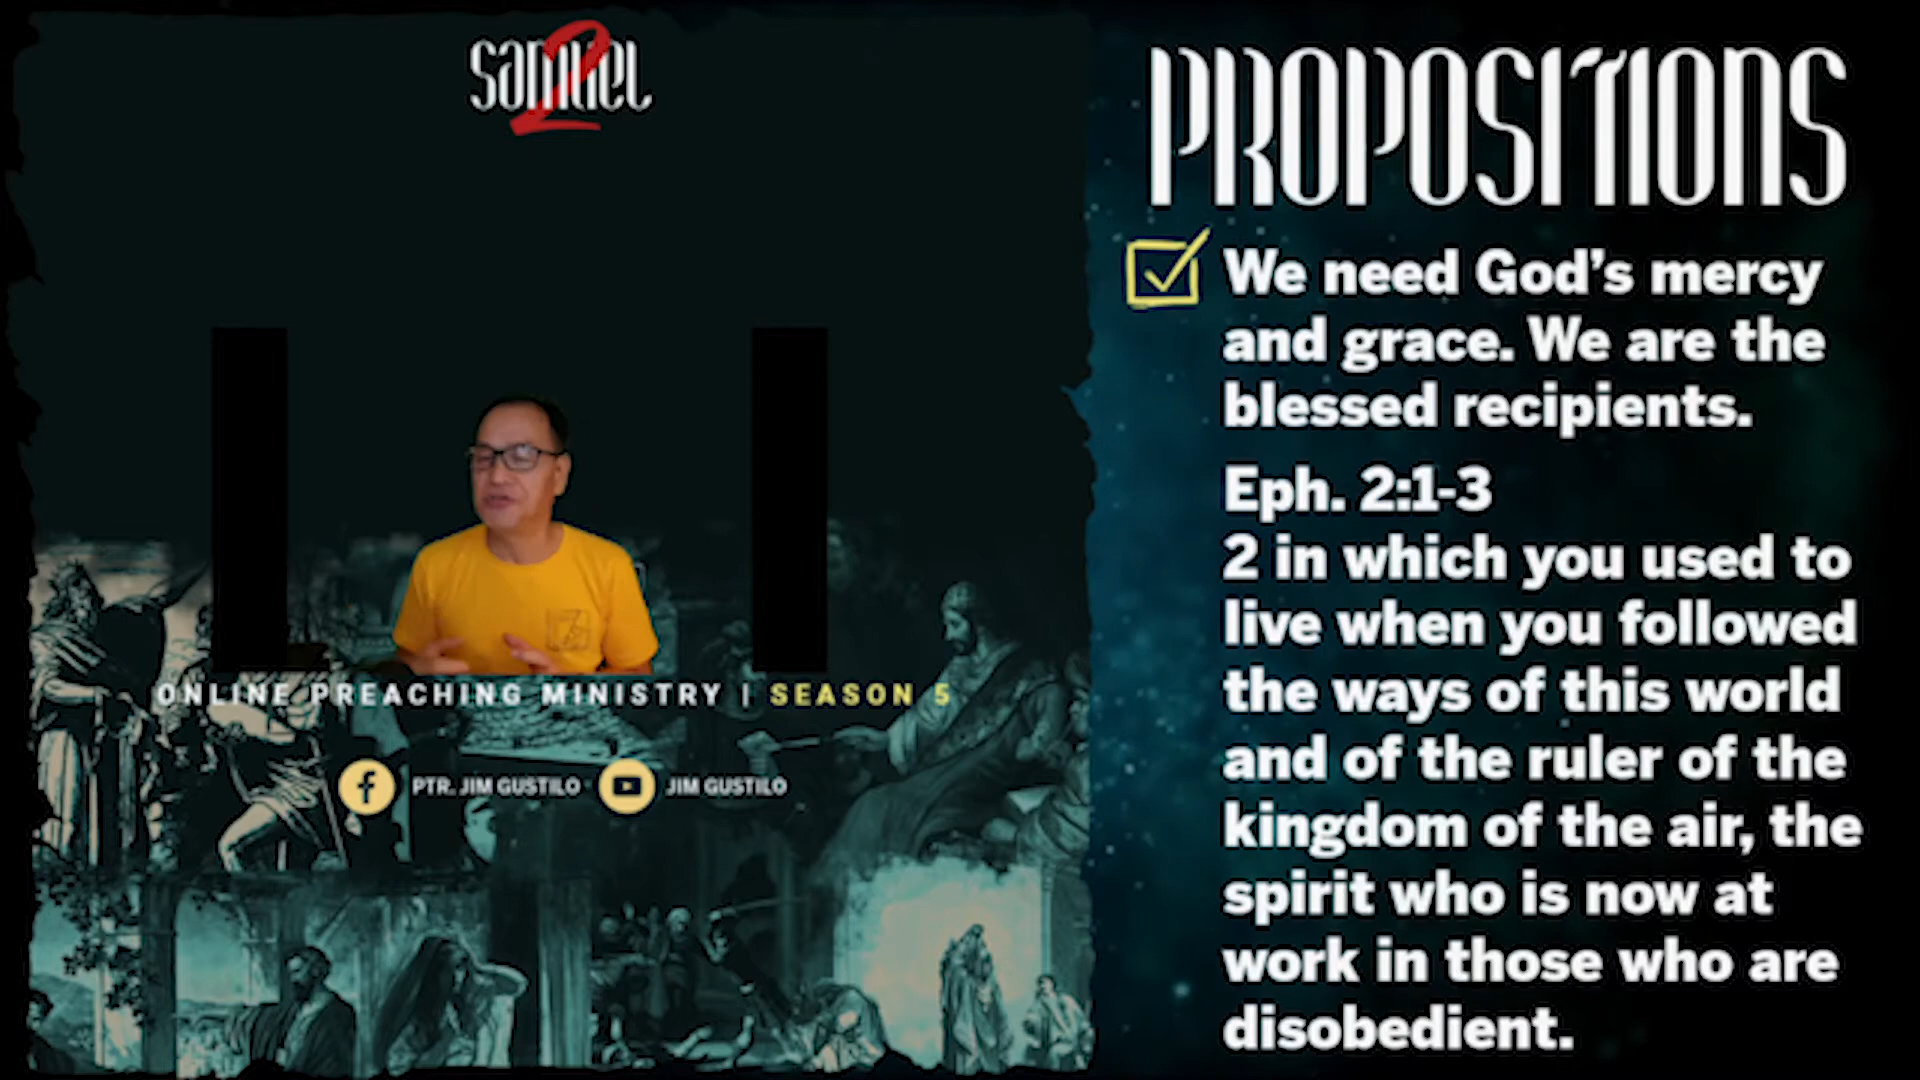 Samuel
2
ONLINE PREACHING MINISTRY | SEASON 5
PTR. JIM GUSTILO
JIM GUSTILO
PROPOSITIONS
We need God's mercy
and grace. We are the
blessed recipients.
Eph. 2:1-3
2 in which you used to
live when you followed
the ways of this world
and of the ruler of the
kingdom of the air, the
spirit who is now at
work in those who are
disobedient.